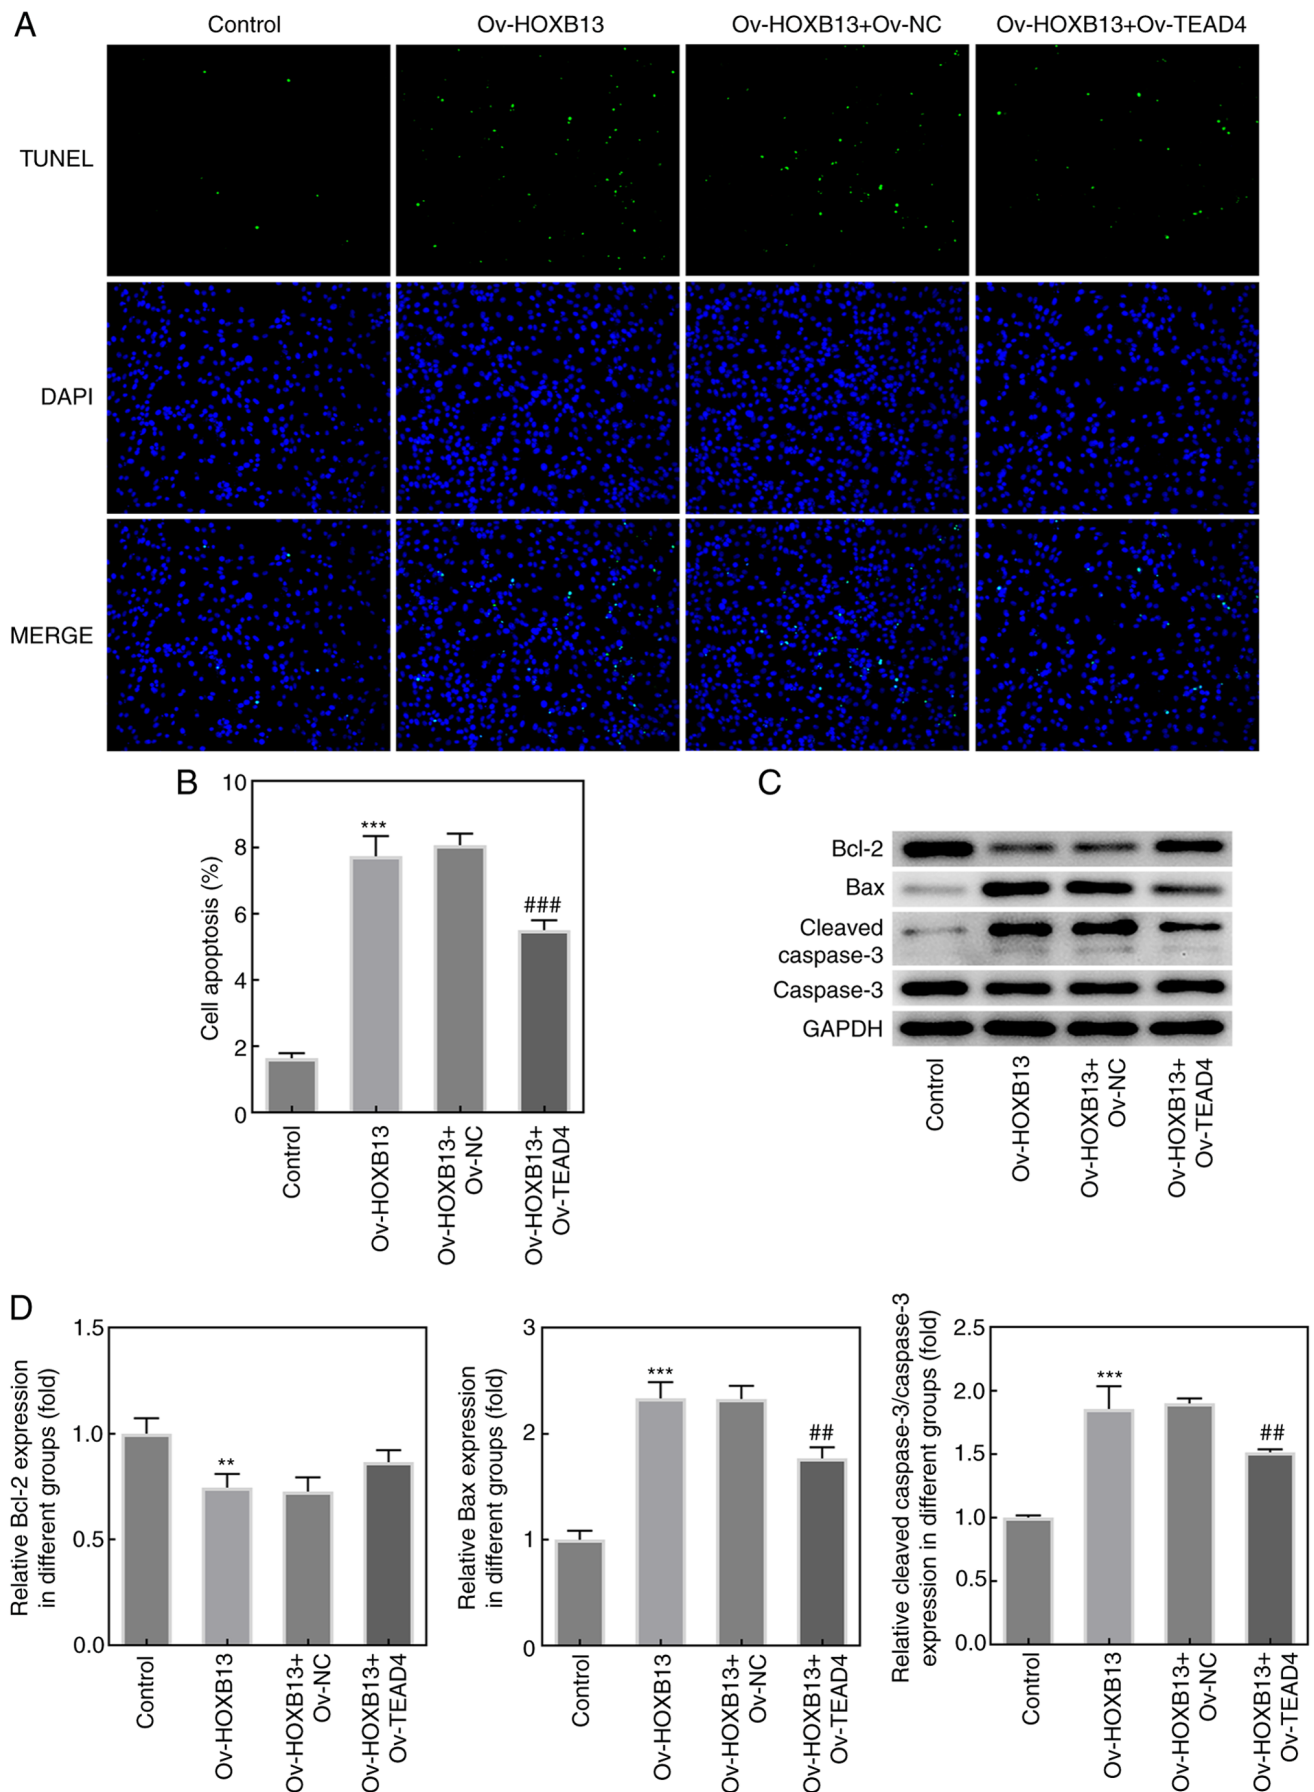 A
Control
Ov-HOXB13
Ov-HOXB13+Ov-NC
Ov-HOXB13+Ov-TEAD4
TUNEL
DAPI
MERGE
B
Cell apoptosis (%)
10
8
6
4
2
0
***
###
Control
Ov-HOXB13
Ov-HOXB13+
Ov-NC
Ov-HOXB13+
Ov-TEAD4
C
Bcl-2
Bax
Cleaved
caspase-3
Caspase-3
GAPDH
Control
Ov-HOXB13
Ov-HOXB13+
Ov-NC
Ov-HOXB13+
Ov-TEAD4
D
Relative Bcl-2 expression
in different groups (fold)
1.5
1.0
0.5
0.0
**
Control
Ov-HOXB13
Ov-HOXB13+
Ov-NC
Ov-HOXB13+
Ov-TEAD4
Relative Bax expression
in different groups (fold)
3
2
1
0
***
##
Control
Ov-HOXB13
Ov-HOXB13+
Ov-NC
Ov-HOXB13+
Ov-TEAD4
Relative cleaved caspase-3/caspase-3
expression in different groups (fold)
2.5
2.0
1.5
1.0
0.5
0.0
***
##
Control
Ov-HOXB13
Ov-HOXB13+
Ov-NC
Ov-HOXB13+
Ov-TEAD4